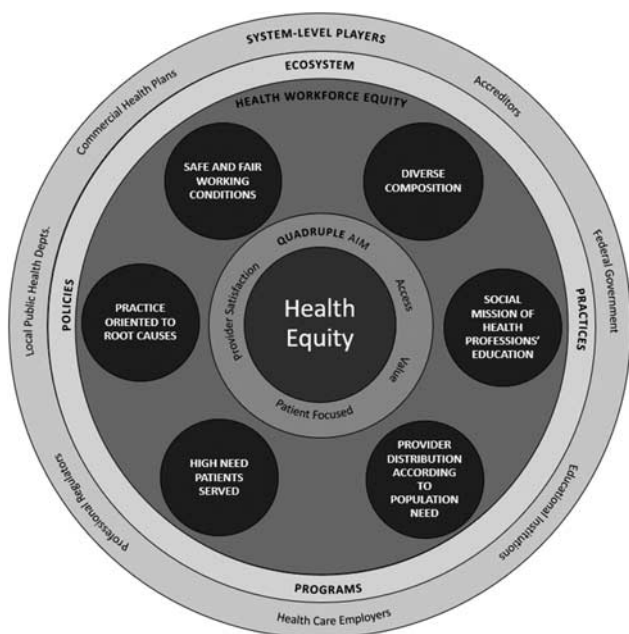 SYSTEM-LEVEL PLAYERS
Commercial Health Plans
Accreditors
Local Public Health Depts.
Federal Government
Professional Regulators
Educational Institutions
Health Care Employers
ECOSYSTEM
POLICIES
PRACTICES
PROGRAMS
HEALTH WORKFORCE EQUITY
SAFE AND FAIR
WORKING
CONDITIONS
DIVERSE
COMPOSITION
PRACTICE
ORIENTED TO
ROOT CAUSES
SOCIAL
MISSION OF
HEALTH
PROFESSIONS'
EDUCATION
HIGH NEED
PATIENTS
SERVED
PROVIDER
DISTRIBUTION
ACCORDING
TO
POPULATION
NEED
QUADRUPLE AIM
Provider Satisfaction
Access
Value
Patient Focused
Health
Equity